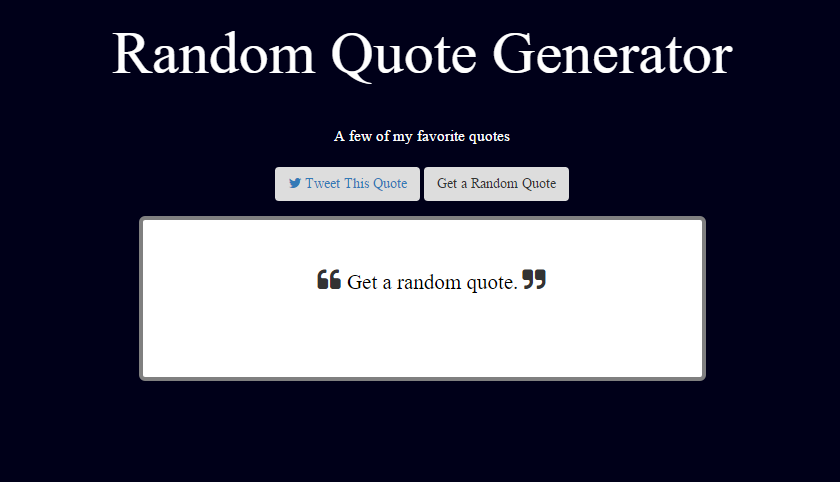 Random Quote Generator
A few of my favorite quotes
Tweet This Quote Get a Random Quote
“ Get a random quote. ”